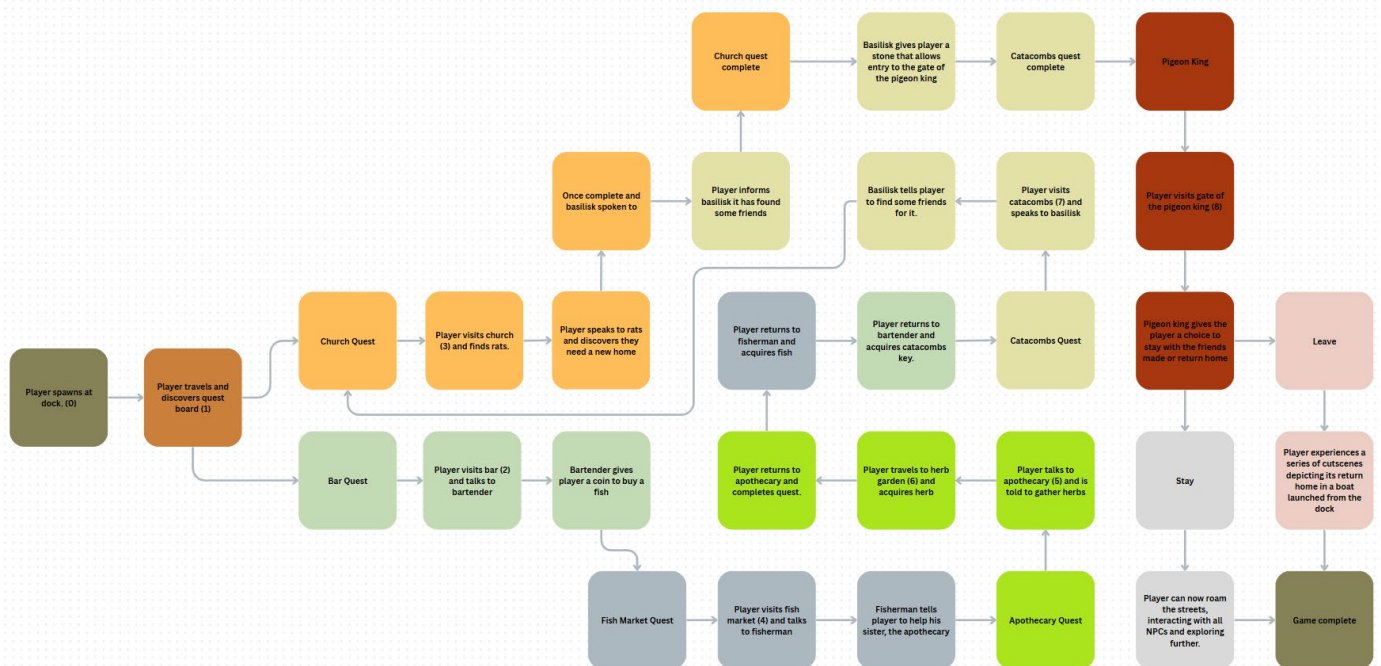 Church quest
complete
Basilisk gives player a
stone that allows
entry to the gate of
the pigeon king
Catacombs quest
complete
Pigeon King
Once complete and
basilisk spoken to
Player informs
basilisk it has found
some friends
Basilisk tells player
to find some friends
for it.
Player visits
catacombs (7) and
speaks to basilisk
Player visits gate of
the pigeon king (8)
Church Quest
Player visits church
(3) and finds rats.
Player speaks to rats
and discovers they
need a new home
Player returns to
fisherman and
acquires fish
Player returns to
bartender and
acquires catacombs
key.
Catacombs Quest
Pigeon king gives the
player a choice to
stay with the friends
made or return home
Leave
Player spawns at
dock. (0)
Player travels and
discovers quest
board (1)
Bar Quest
Player visits bar (2)
and talks to
bartender
Bartender gives
player a coin to buy a
fish
Player returns to
apothecary and
completes quest.
Player travels to herb
garden (6) and
acquires herb
Player talks to
apothecary (5) and is
told to gather herbs
Stay
Player experiences a
series of cutscenes
depicting its return
home in a boat
launched from the
dock
Fish Market Quest
Player visits fish
market (4) and talks
to fisherman
Fisherman tells
player to help his
sister, the apothecary
Apothecary Quest
Player can now roam
the streets,
interacting with all
NPCs and exploring
further.
Game complete